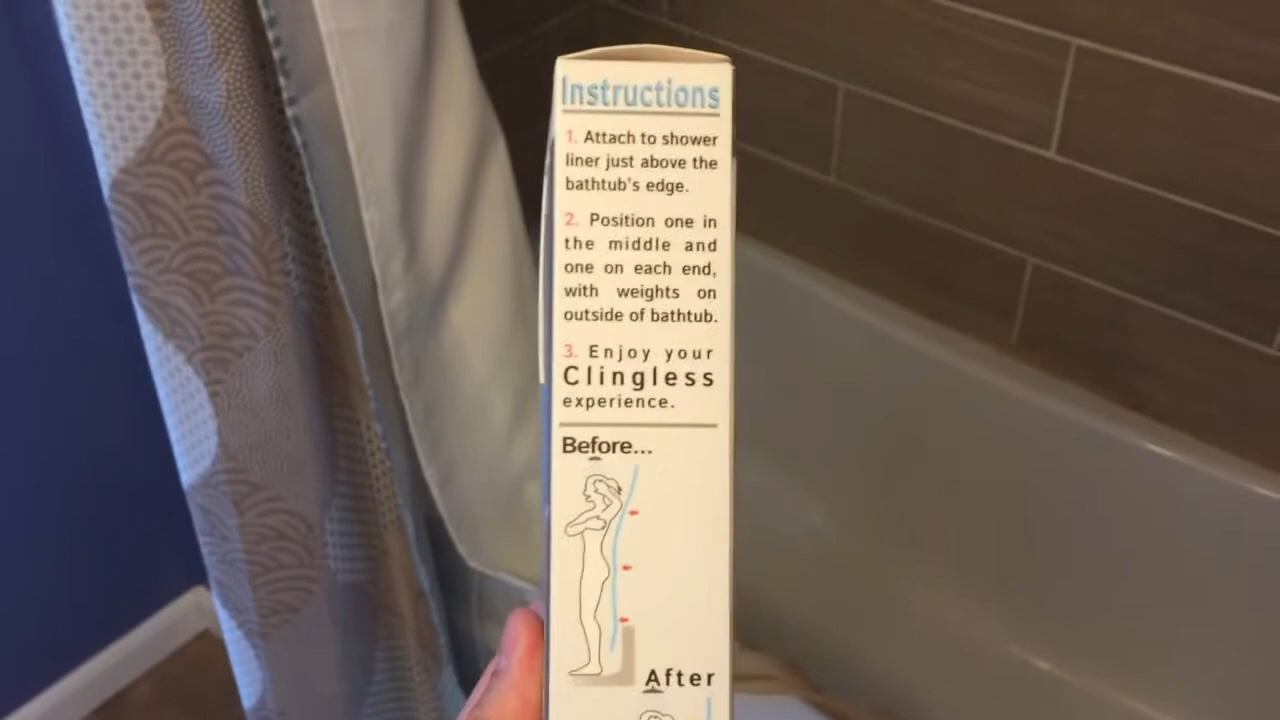 Instructions
1. Attach to shower
liner just above the
bathtub's edge.
2. Position one in
the middle and
one on each end,
with weights on
outside of bathtub.
3. Enjoy your
Clingless
experience.
Before...
After